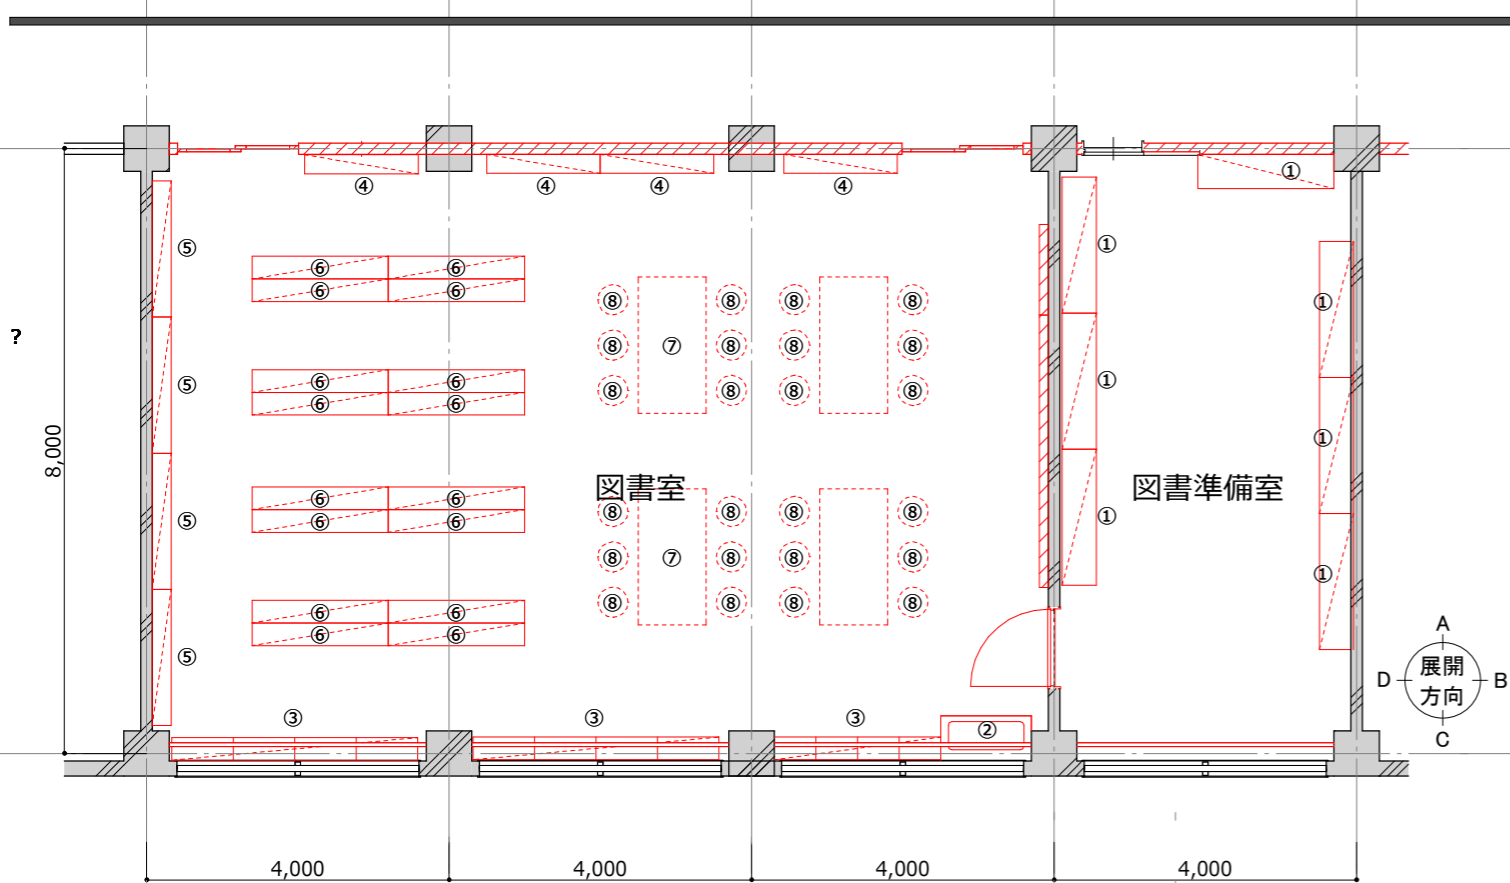 ④ ④ ④ ④ ①
⑤ ① ①
⑥ ⑥
⑥ ⑥
⑧ ⑧ ⑧ ⑧
?
⑧ ⑦ ⑧ ⑧ ⑧
⑤ ⑥ ⑥ ①
⑥ ⑥
⑧ ⑧ ⑧ ⑧
①
8,000
図書室
図書準備室
⑥ ⑥
⑤ ⑥ ⑥ ⑧ ⑧ ⑧ ⑧ ①
⑧ ⑦ ⑧ ⑧ ⑧
①
⑥ ⑥ ⑧ ⑧ ⑧ ⑧
⑥ ⑥
⑤
A
展開
D B
方向
C
③ ③ ③ ②
4,000 4,000 4,000 4,000